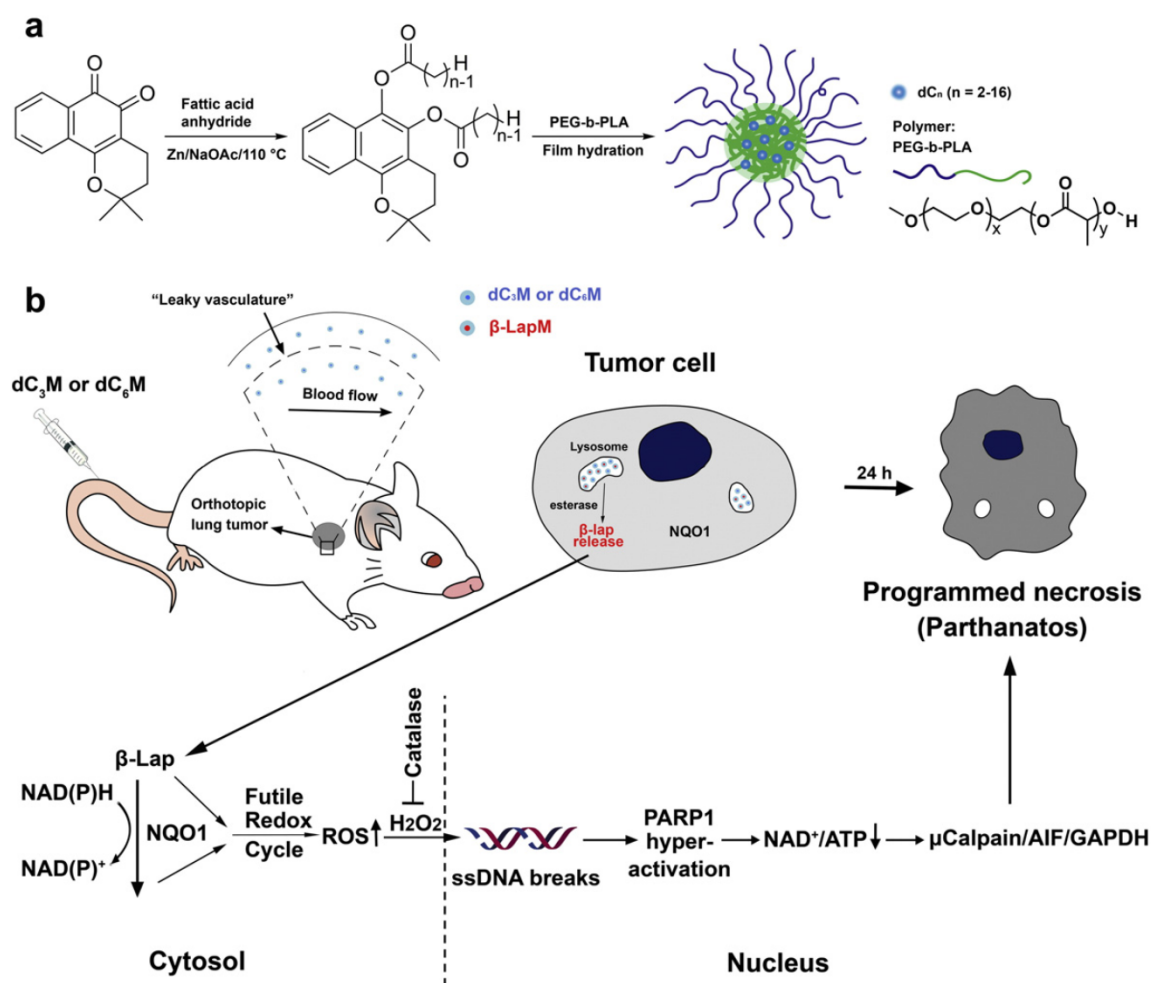 a
O
O
O
Fattic acid
anhydride
Zn/NaOAc/110 °C
O
H
n-1
O
O
H
n-1
O
O
PEG-b-PLA
Film hydration
dCn (n = 2-16)
Polymer:
PEG-b-PLA
O
O
O
x
O
y
O
H
b
"Leaky vasculature"
dC₃M or dC₆M
β-LapM
Tumor cell
dC₃M or dC₆M
Blood flow
Orthotopic
lung tumor
Lysosome
esterase
β-lap
release
NQO1
24 h
Programmed necrosis
(Parthanatos)
β-Lap
NAD(P)H
NQO1
NAD(P)⁺
Futile
Redox
Cycle
ROS
Catalase
H2O2
ssDNA breaks
PARP1
hyper-
activation
NAD⁺/ATP
μCalpain/AIF/GAPDH
Cytosol
Nucleus